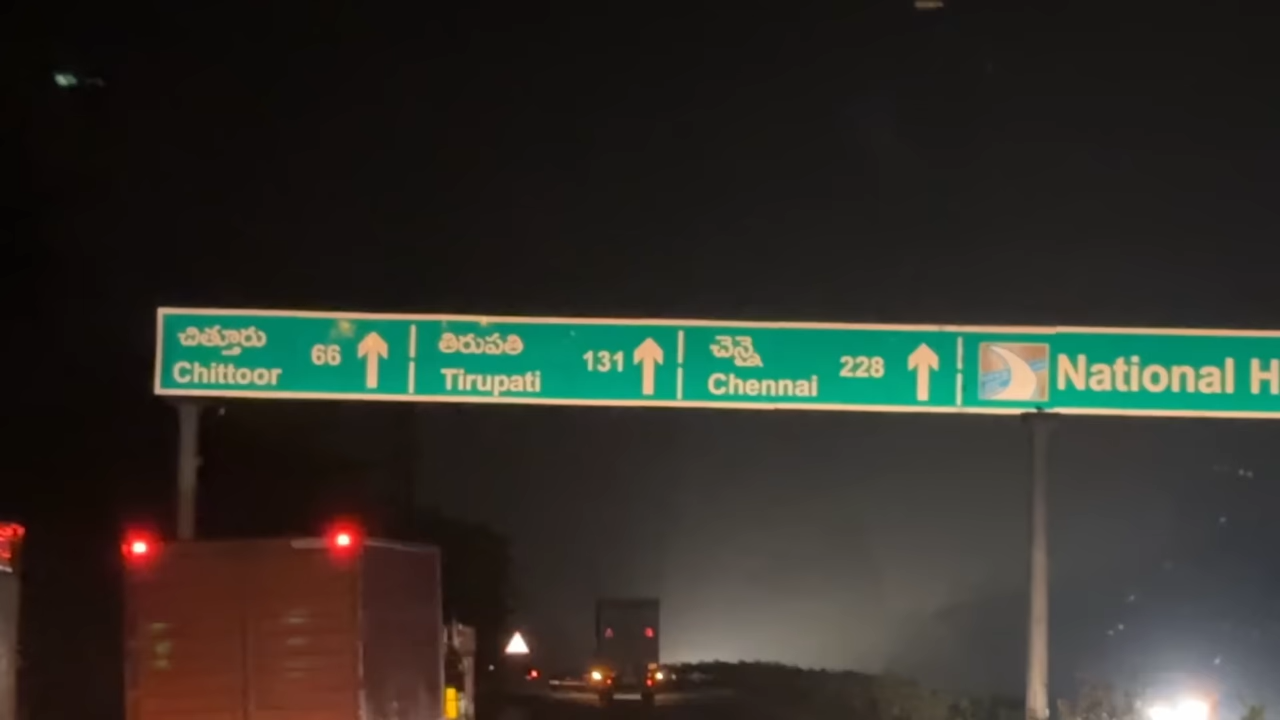 చిత్తూరు
Chittoor
66
తిరుపతి
Tirupati
131
చెన్నై
Chennai
228
National H